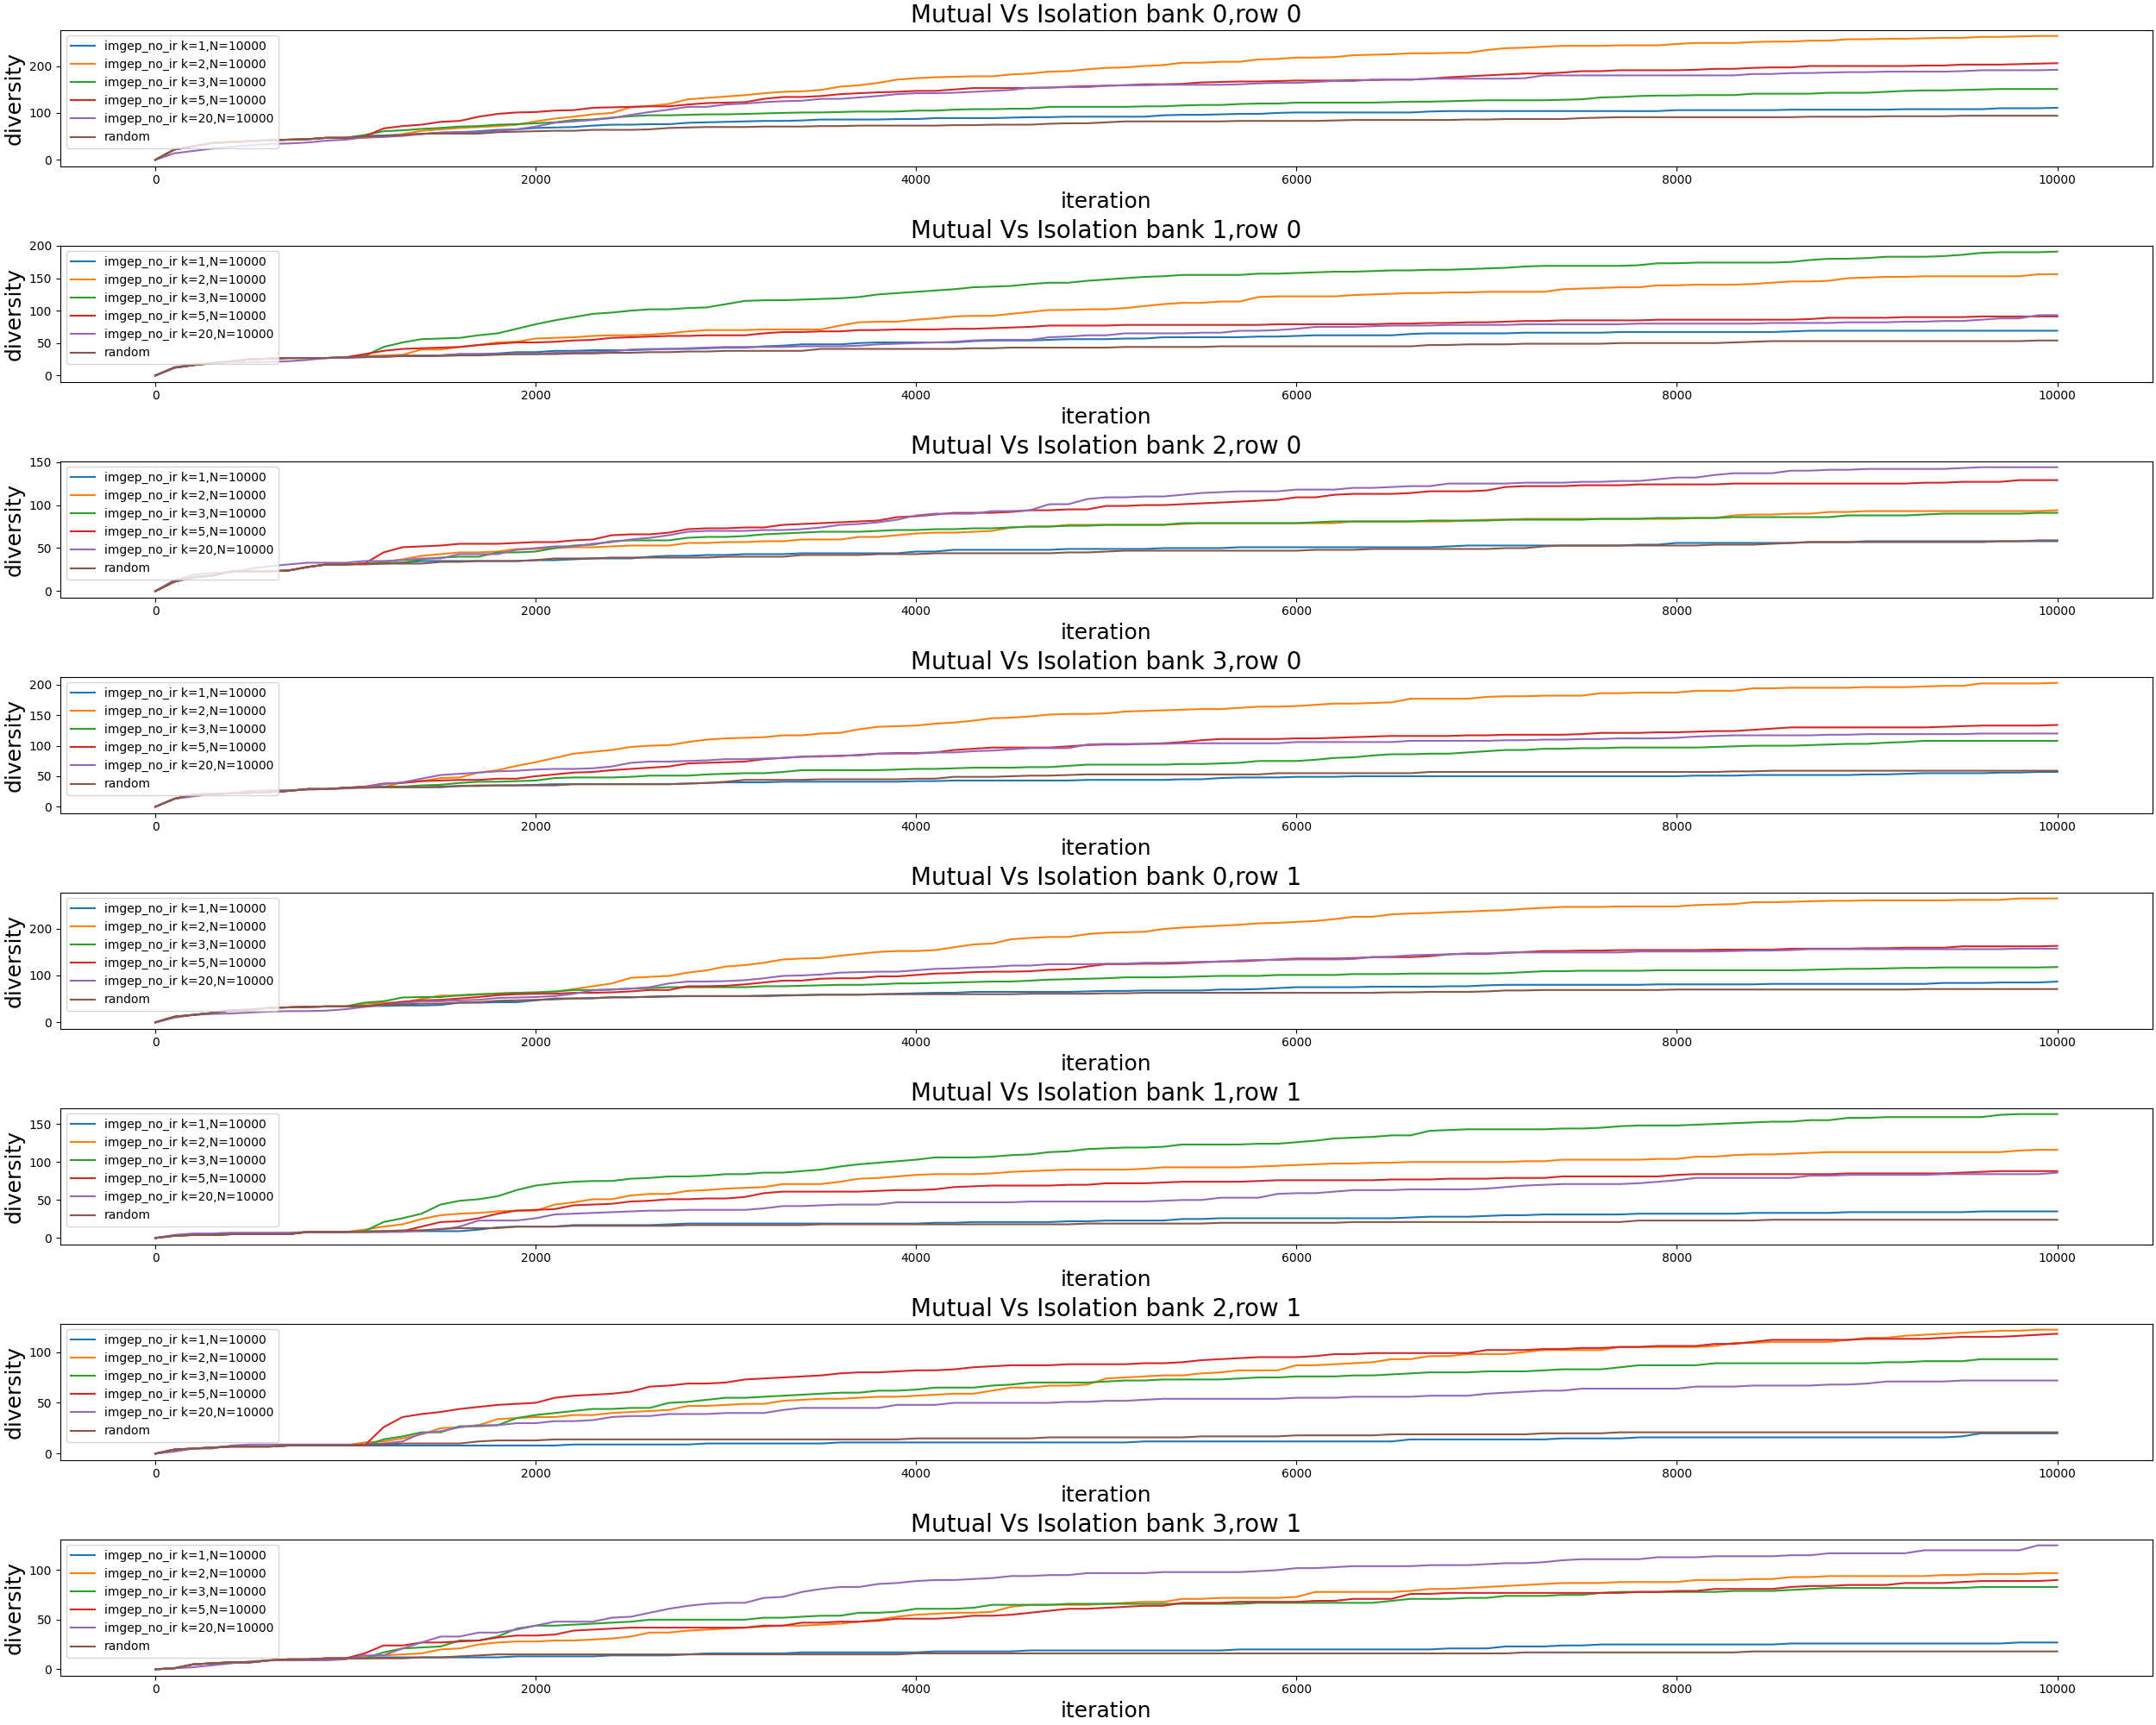 Mutual Vs Isolation bank 0,row 0
diversity
200
100
0
imgep_no_ir k=1,N=10000
imgep_no_ir k=2,N=10000
imgep_no_ir k=3,N=10000
imgep_no_ir k=5,N=10000
imgep_no_ir k=20,N=10000
random
0 2000 4000 6000 8000 10000
iteration
Mutual Vs Isolation bank 1,row 0
diversity
200
150
100
50
0
imgep_no_ir k=1,N=10000
imgep_no_ir k=2,N=10000
imgep_no_ir k=3,N=10000
imgep_no_ir k=5,N=10000
imgep_no_ir k=20,N=10000
random
0 2000 4000 6000 8000 10000
iteration
Mutual Vs Isolation bank 2,row 0
diversity
150
100
50
0
imgep_no_ir k=1,N=10000
imgep_no_ir k=2,N=10000
imgep_no_ir k=3,N=10000
imgep_no_ir k=5,N=10000
imgep_no_ir k=20,N=10000
random
0 2000 4000 6000 8000 10000
iteration
Mutual Vs Isolation bank 3,row 0
diversity
200
150
100
50
0
imgep_no_ir k=1,N=10000
imgep_no_ir k=2,N=10000
imgep_no_ir k=3,N=10000
imgep_no_ir k=5,N=10000
imgep_no_ir k=20,N=10000
random
0 2000 4000 6000 8000 10000
iteration
Mutual Vs Isolation bank 0,row 1
diversity
200
100
0
imgep_no_ir k=1,N=10000
imgep_no_ir k=2,N=10000
imgep_no_ir k=3,N=10000
imgep_no_ir k=5,N=10000
imgep_no_ir k=20,N=10000
random
0 2000 4000 6000 8000 10000
iteration
Mutual Vs Isolation bank 1,row 1
diversity
150
100
50
0
imgep_no_ir k=1,N=10000
imgep_no_ir k=2,N=10000
imgep_no_ir k=3,N=10000
imgep_no_ir k=5,N=10000
imgep_no_ir k=20,N=10000
random
0 2000 4000 6000 8000 10000
iteration
Mutual Vs Isolation bank 2,row 1
diversity
100
50
0
imgep_no_ir k=1,N=10000
imgep_no_ir k=2,N=10000
imgep_no_ir k=3,N=10000
imgep_no_ir k=5,N=10000
imgep_no_ir k=20,N=10000
random
0 2000 4000 6000 8000 10000
iteration
Mutual Vs Isolation bank 3,row 1
diversity
100
50
0
imgep_no_ir k=1,N=10000
imgep_no_ir k=2,N=10000
imgep_no_ir k=3,N=10000
imgep_no_ir k=5,N=10000
imgep_no_ir k=20,N=10000
random
0 2000 4000 6000 8000 10000
iteration